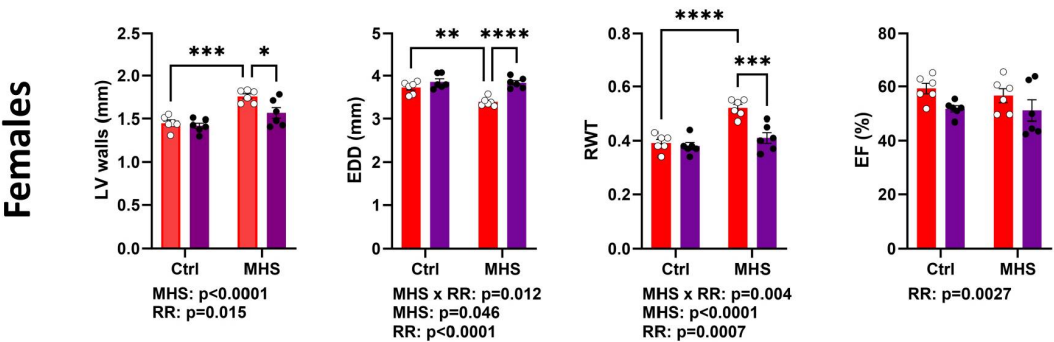 Females
LV walls (mm)
2.5
2.0
1.5
1.0
0.5
0.0
***
*
Ctrl
MHS
MHS: p<0.0001
RR: p=0.015
EDD (mm)
5
4
3
2
1
0
**
****
Ctrl
MHS
MHS x RR: p=0.012
MHS: p=0.046
RR: p<0.0001
RWT
0.8
0.6
0.4
0.2
0.0
****
***
Ctrl
MHS
MHS x RR: p=0.004
MHS: p<0.0001
RR: p=0.0007
EF (%)
80
60
40
20
0
Ctrl
MHS
RR: p=0.0027